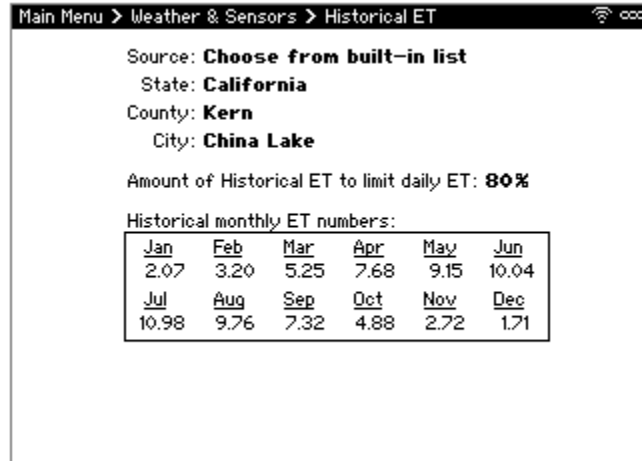 Main Menu > Weather & Sensors > Historical ET
Source: Choose from built-in list
State: California
County: Kern
City: China Lake
Amount of Historical ET to limit daily ET: 80%
Historical monthly ET numbers:
Jan Feb Mar Apr May Jun
2.07 3.20 5.25 7.68 9.15 10.04
Jul Aug Sep Oct Nov Dec
10.98 9.76 7.32 4.88 2.72 1.71